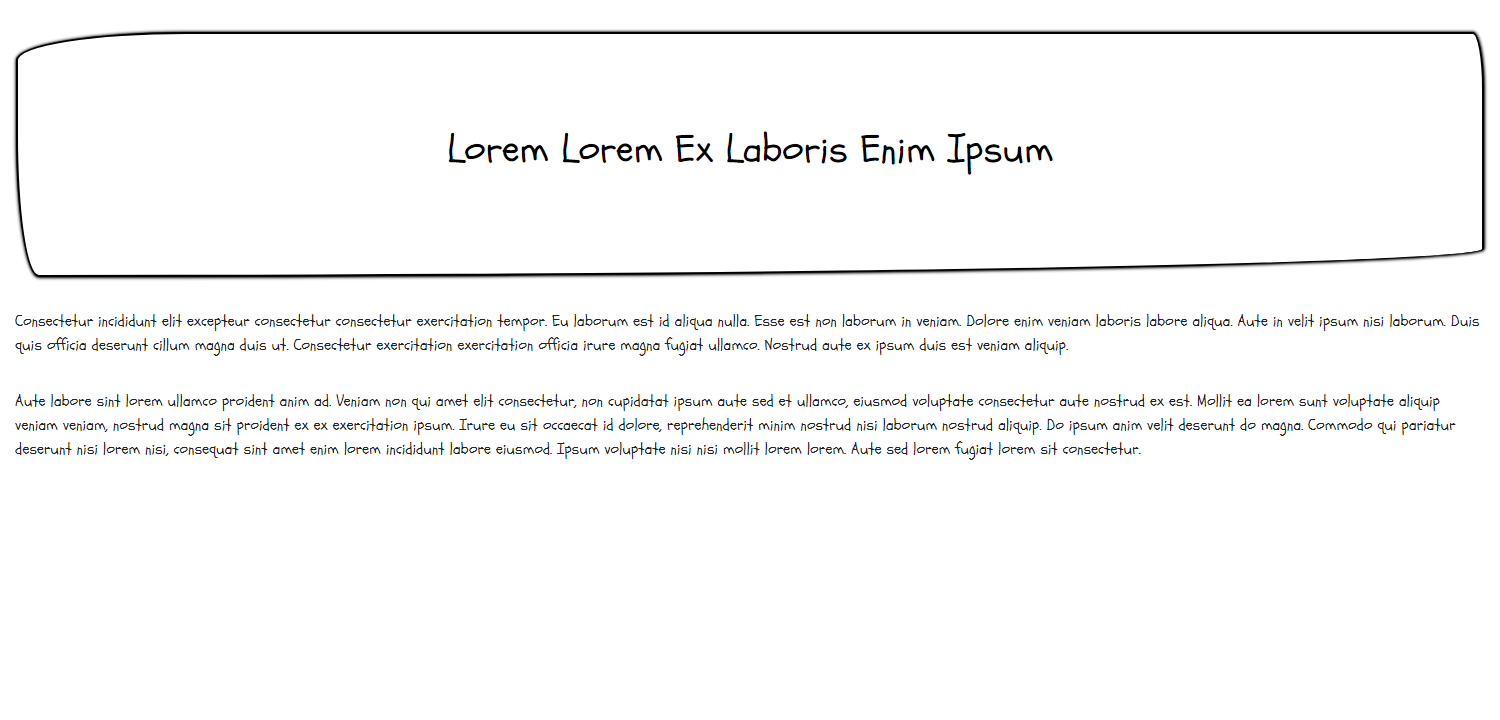 Lorem Lorem Ex Laboris Enim Ipsum
Consectetur incididunt elit excepteur consectetur consectetur exercitation tempor. Eu laborum est id aliqua nulla. Esse est non laborum in veniam. Dolore enim veniam laboris labore aliqua. Aute in velit ipsum nisi laborum. Duis
quis officia deserunt cillum magna duis ut. Consectetur exercitation exercitation officia irure magna fugiat ullamco. Nostrud aute ex ipsum duis est veniam aliquip.
Aute labore sint lorem ullamco proident anim ad. Veniam non qui amet elit consectetur, non cupidatat ipsum aute sed et ullamco, eiusmod voluptate consectetur aute nostrud ex est. Mollit ea lorem sunt voluptate aliquip
veniam veniam, nostrud magna sit proident ex ex exercitation ipsum. Irure eu sit occaecat id dolore, reprehenderit minim nostrud nisi laborum nostrud aliquip. Do ipsum anim velit deserunt do magna. Commodo qui pariatur
deserunt nisi lorem nisi, consequat sint amet enim lorem incididunt labore eiusmod. Ipsum voluptate nisi nisi mollit lorem lorem. Aute sed lorem fugiat lorem sit consectetur.